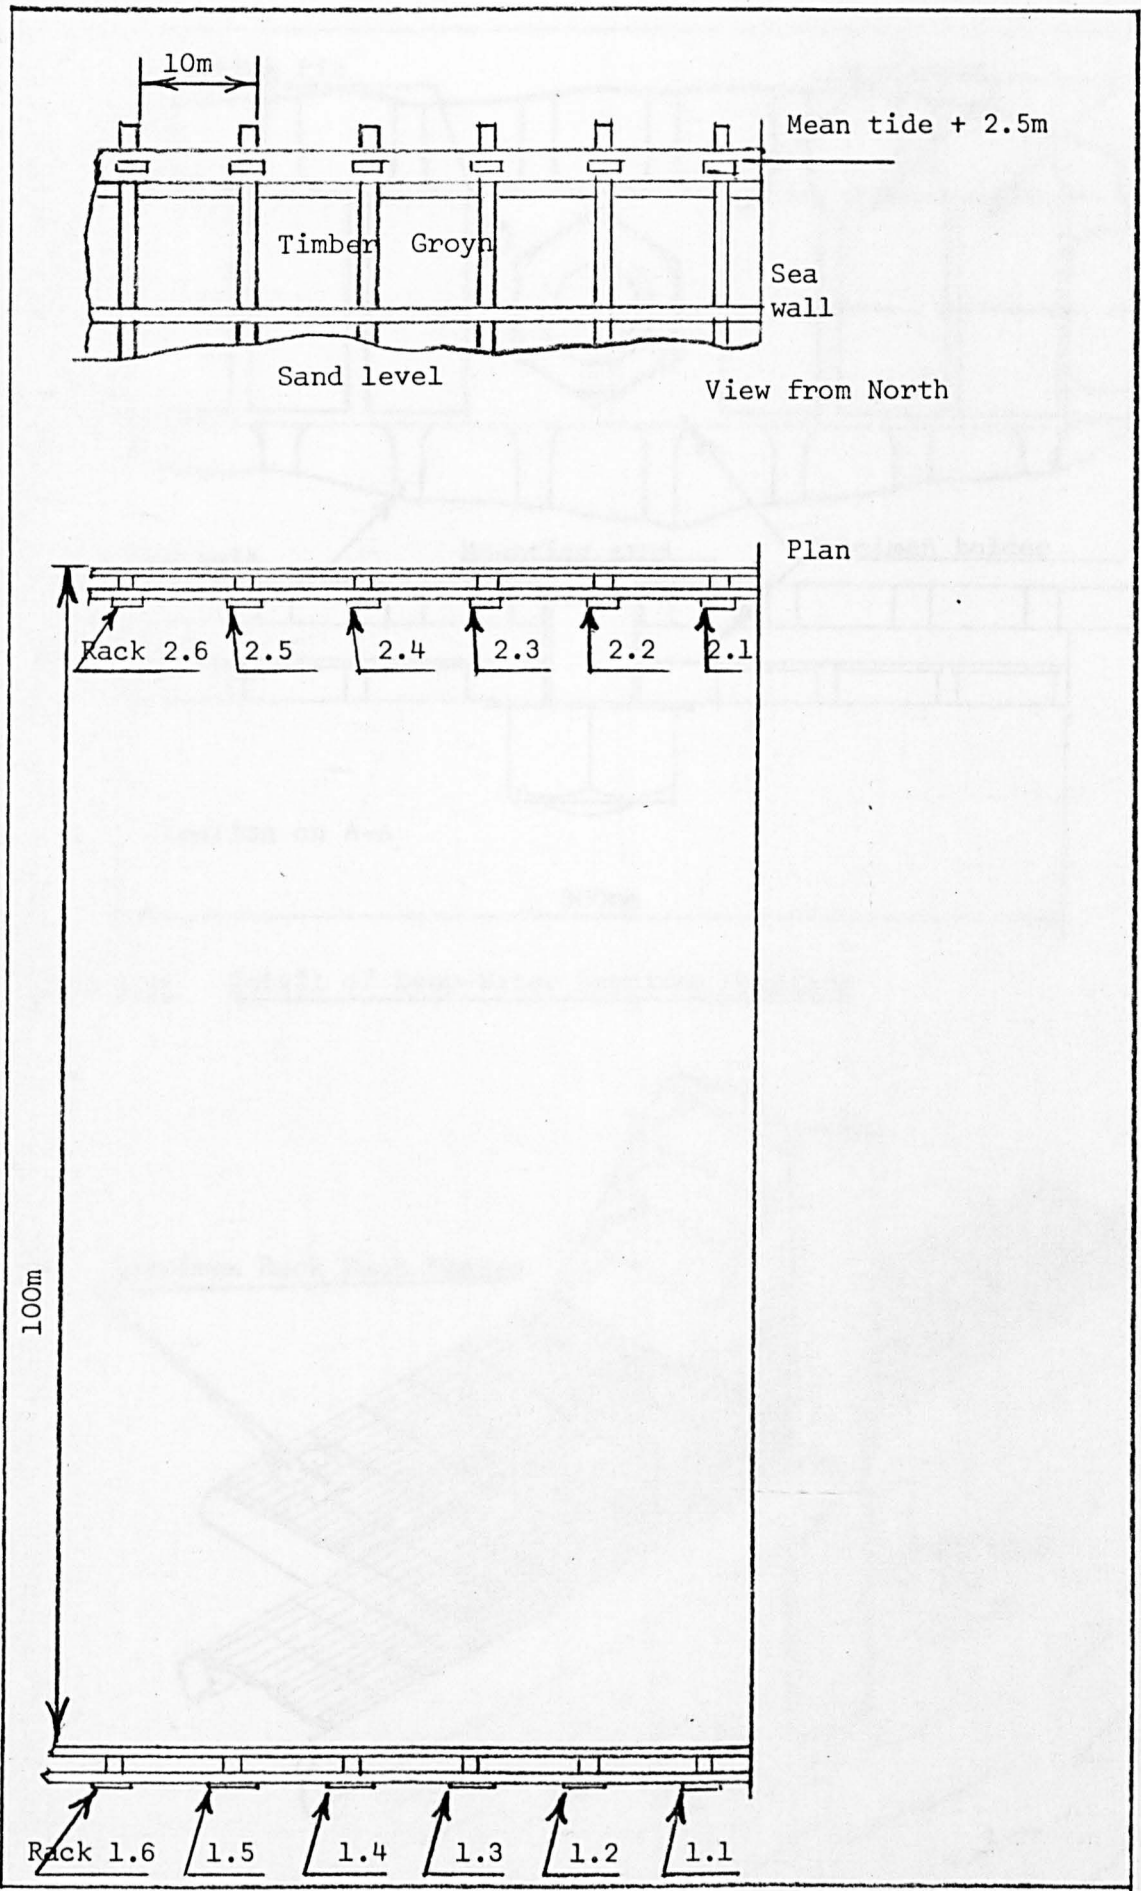 10m
Mean tide + 2.5m
Timber Groyn
Sea
wall
Sand level
View from North
Plan
Rack 2.6 2.5 2.4 2.3 2.2 2.1
100m
Rack 1.6 1.5 1.4 1.3 1.2 1.1